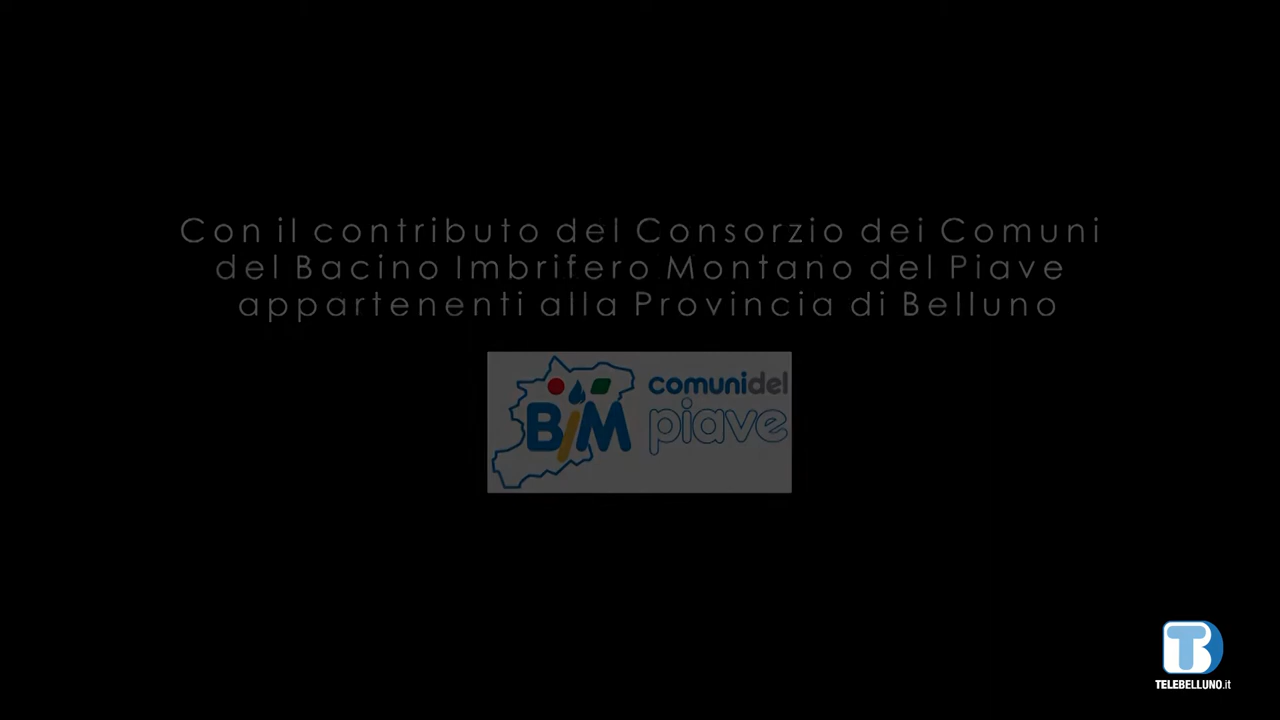 Con il contributo del Consorzio dei Comuni
del Bacino Imbrifero Montano del Piave
appartenenti alla Provincia di Belluno
BIM
comunidel
piave
TB
TELEBELLUNO.it